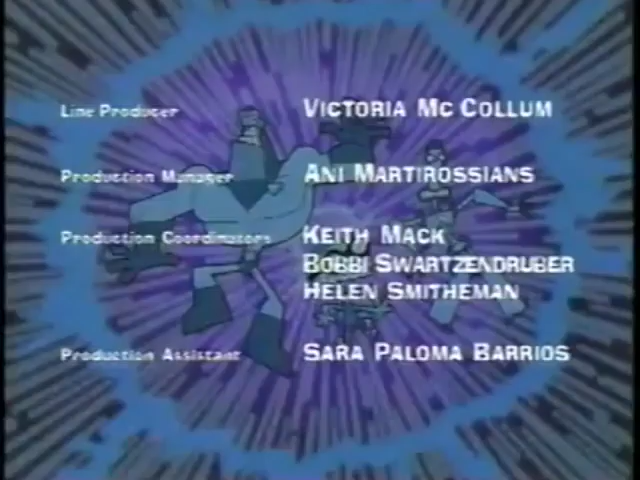 Line Producer VICTORIA MC COLLUM
Production Manager ANI MARTIROSSIANS
Production Coordinators KEITH MACK
BOBBI SWARTZENDRUBER
HELEN SMITHEMAN
Production Assistant SARA PALOMA BARRIOS